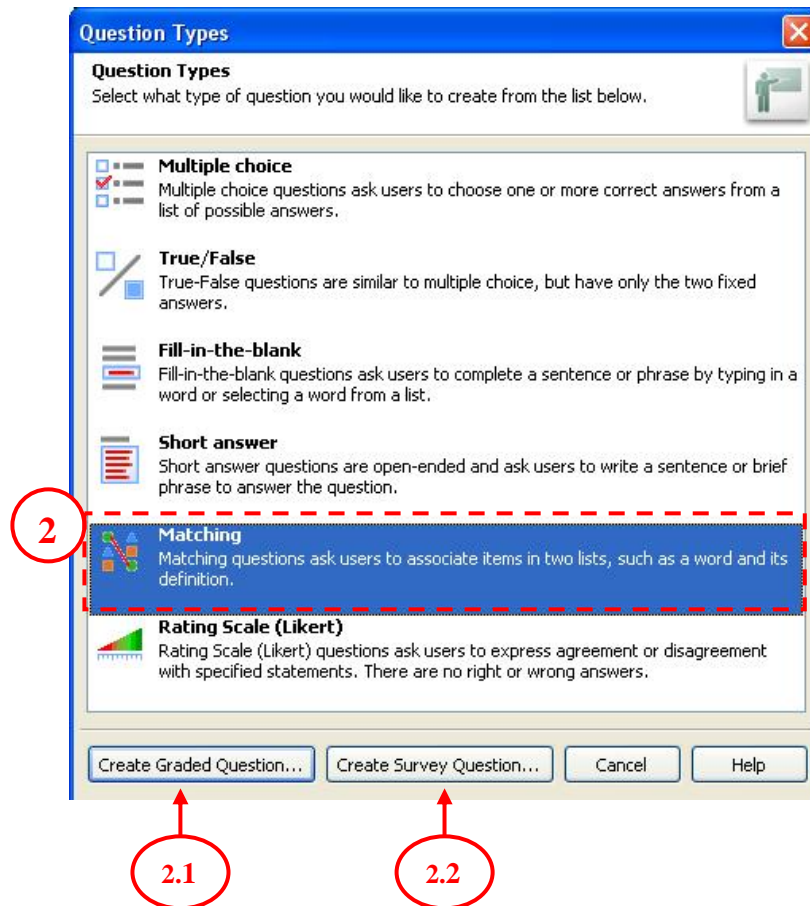 Question Types
Question Types
Select what type of question you would like to create from the list below.
Multiple choice
Multiple choice questions ask users to choose one or more correct answers from a
list of possible answers.
True/False
True-False questions are similar to multiple choice, but have only the two fixed
answers.
Fill-in-the-blank
Fill-in-the-blank questions ask users to complete a sentence or phrase by typing in a
word or selecting a word from a list.
Short answer
Short answer questions are open-ended and ask users to write a sentence or brief
phrase to answer the question.
2
Matching
Matching questions ask users to associate items in two lists, such as a word and its
definition.
Rating Scale (Likert)
Rating Scale (Likert) questions ask users to express agreement or disagreement
with specified statements. There are no right or wrong answers.
Create Graded Question... Create Survey Question... Cancel Help
2.1 2.2